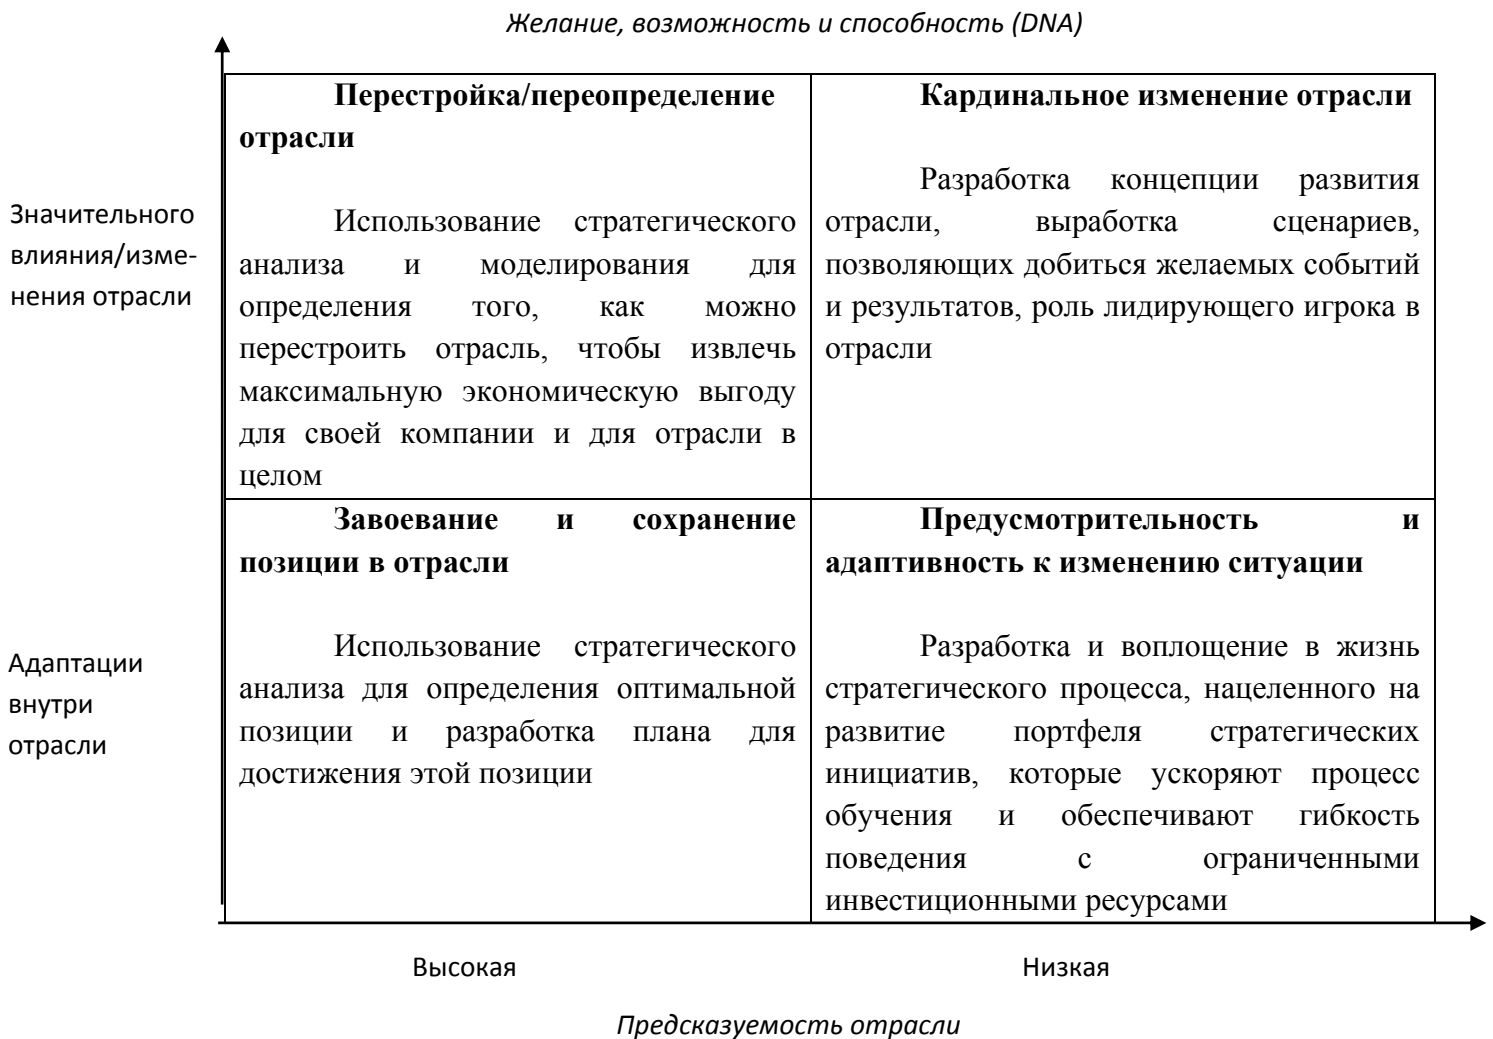 Желание, возможность и способность (DNA)
Значительного
влияния/изме-
нения отрасли
Перестройка/переопределение
отрасли
Использование стратегического
анализа и моделирования для
определения того, как можно
перестроить отрасль, чтобы извлечь
максимальную экономическую выгоду
для своей компании и для отрасли в
целом
Кардинальное изменение отрасли
Разработка концепции развития
отрасли, выработка сценариев,
позволяющих добиться желаемых событий
и результатов, роль лидирующего игрока в
отрасли
Адаптации
внутри
отрасли
Завоевание и сохранение
позиции в отрасли
Использование стратегического
анализа для определения оптимальной
позиции и разработка плана для
достижения этой позиции
Предусмотрительность и
адаптивность к изменению ситуации
Разработка и воплощение в жизнь
стратегического процесса, нацеленного на
развитие портфеля стратегических
инициатив, которые ускоряют процесс
обучения и обеспечивают гибкость
поведения с ограниченными
инвестиционными ресурсами
Высокая
Низкая
Предсказуемость отрасли